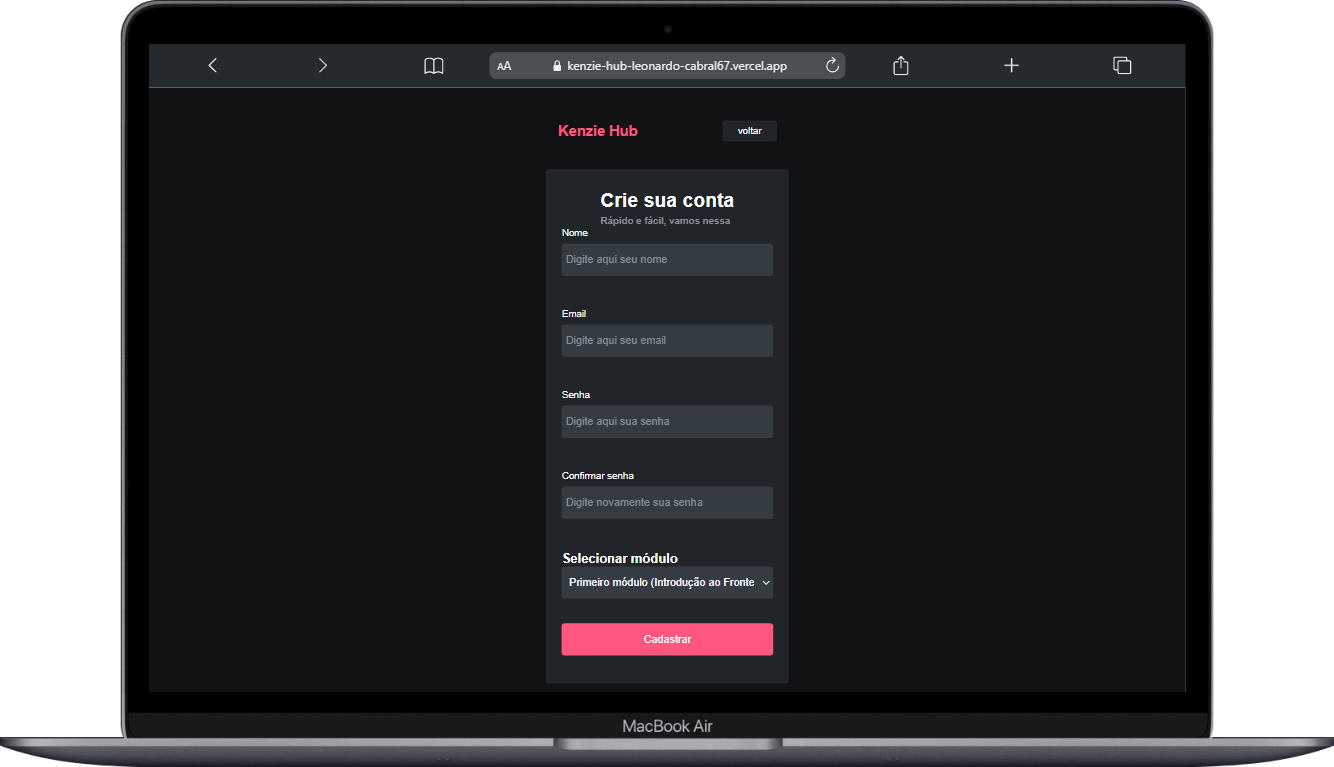 AA kenzie-hub-leonardo-cabral67.vercel.app
Kenzie Hub voltar
Crie sua conta
Rápido e fácil, vamos nessa
Nome
Digite aqui seu nome
Email
Digite aqui seu email
Senha
Digite aqui sua senha
Confirmar senha
Digite novamente sua senha
Selecionar módulo
Primeiro módulo (Introdução ao Fronte
Cadastrar
MacBook Air